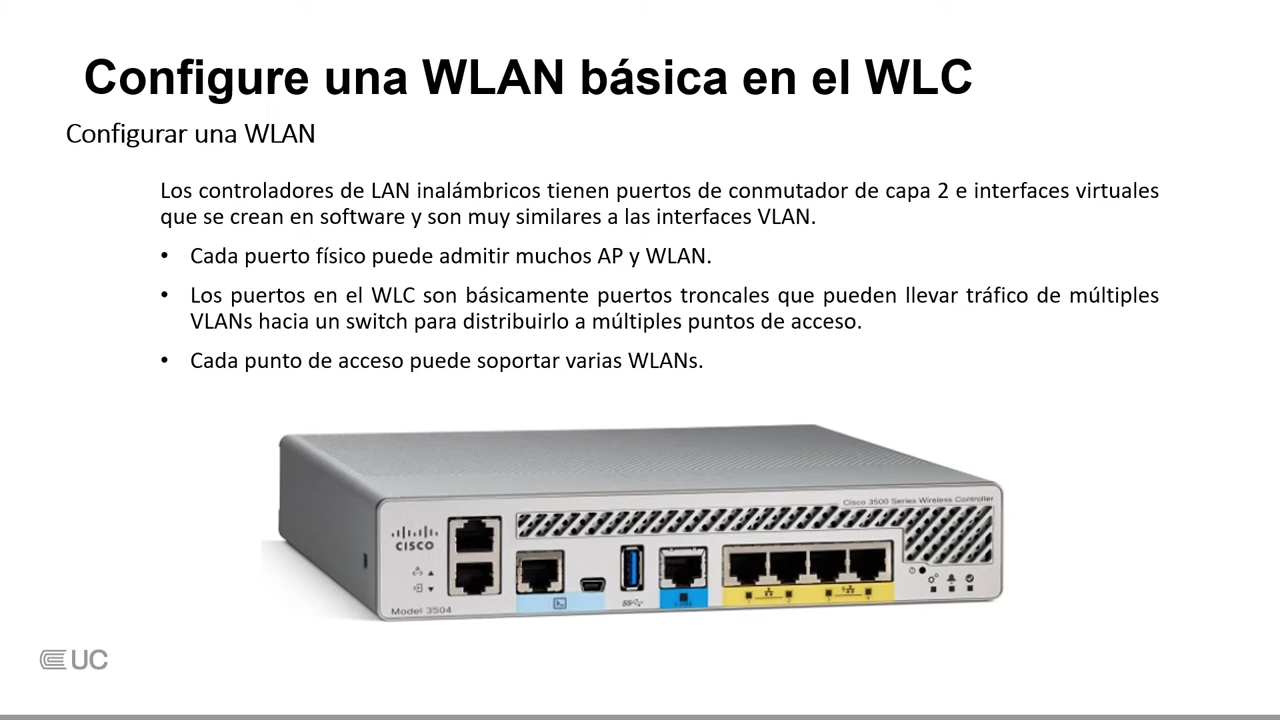 Configure una WLAN básica en el WLC
Configurar una WLAN
Los controladores de LAN inalámbricos tienen puertos de conmutador de capa 2 e interfaces virtuales
que se crean en software y son muy similares a las interfaces VLAN.
• Cada puerto físico puede admitir muchos AP y WLAN.
• Los puertos en el WLC son básicamente puertos troncales que pueden llevar tráfico de múltiples
VLANs hacia un switch para distribuirlo a múltiples puntos de acceso.
• Cada punto de acceso puede soportar varias WLANs.
Cisco 3500 Series Wireless Controller
CISCO
Model 3504
UC